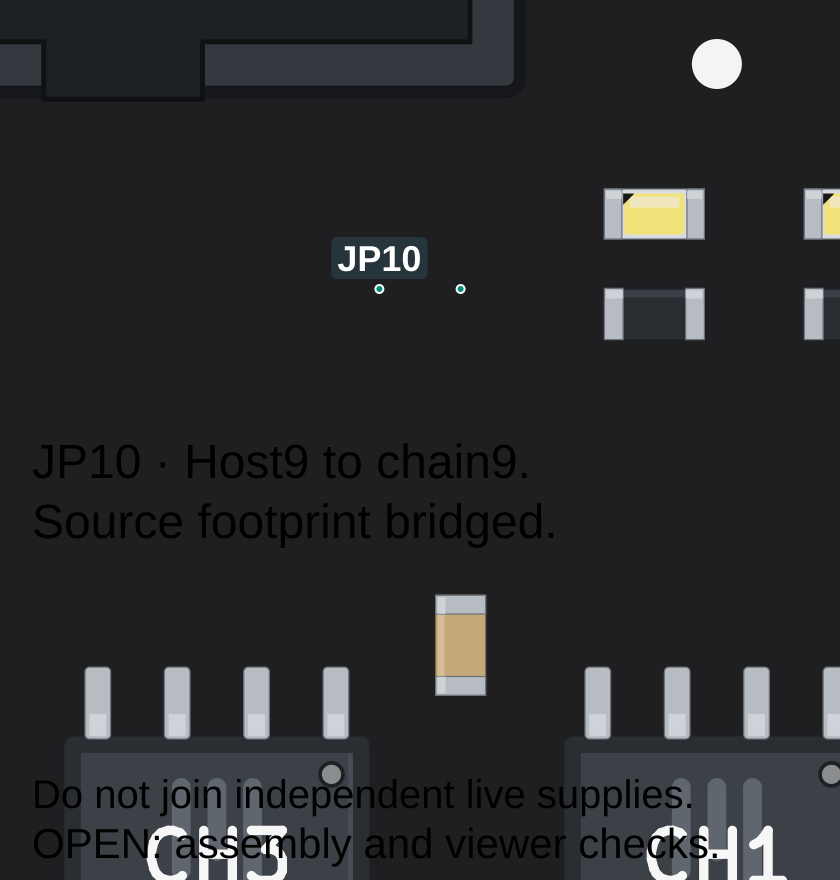 JP10
JP10 · Host9 to chain9.
Source footprint bridged.
Do not join independent live supplies.
OPEN: assembly and viewer checks.
CH3
CH1